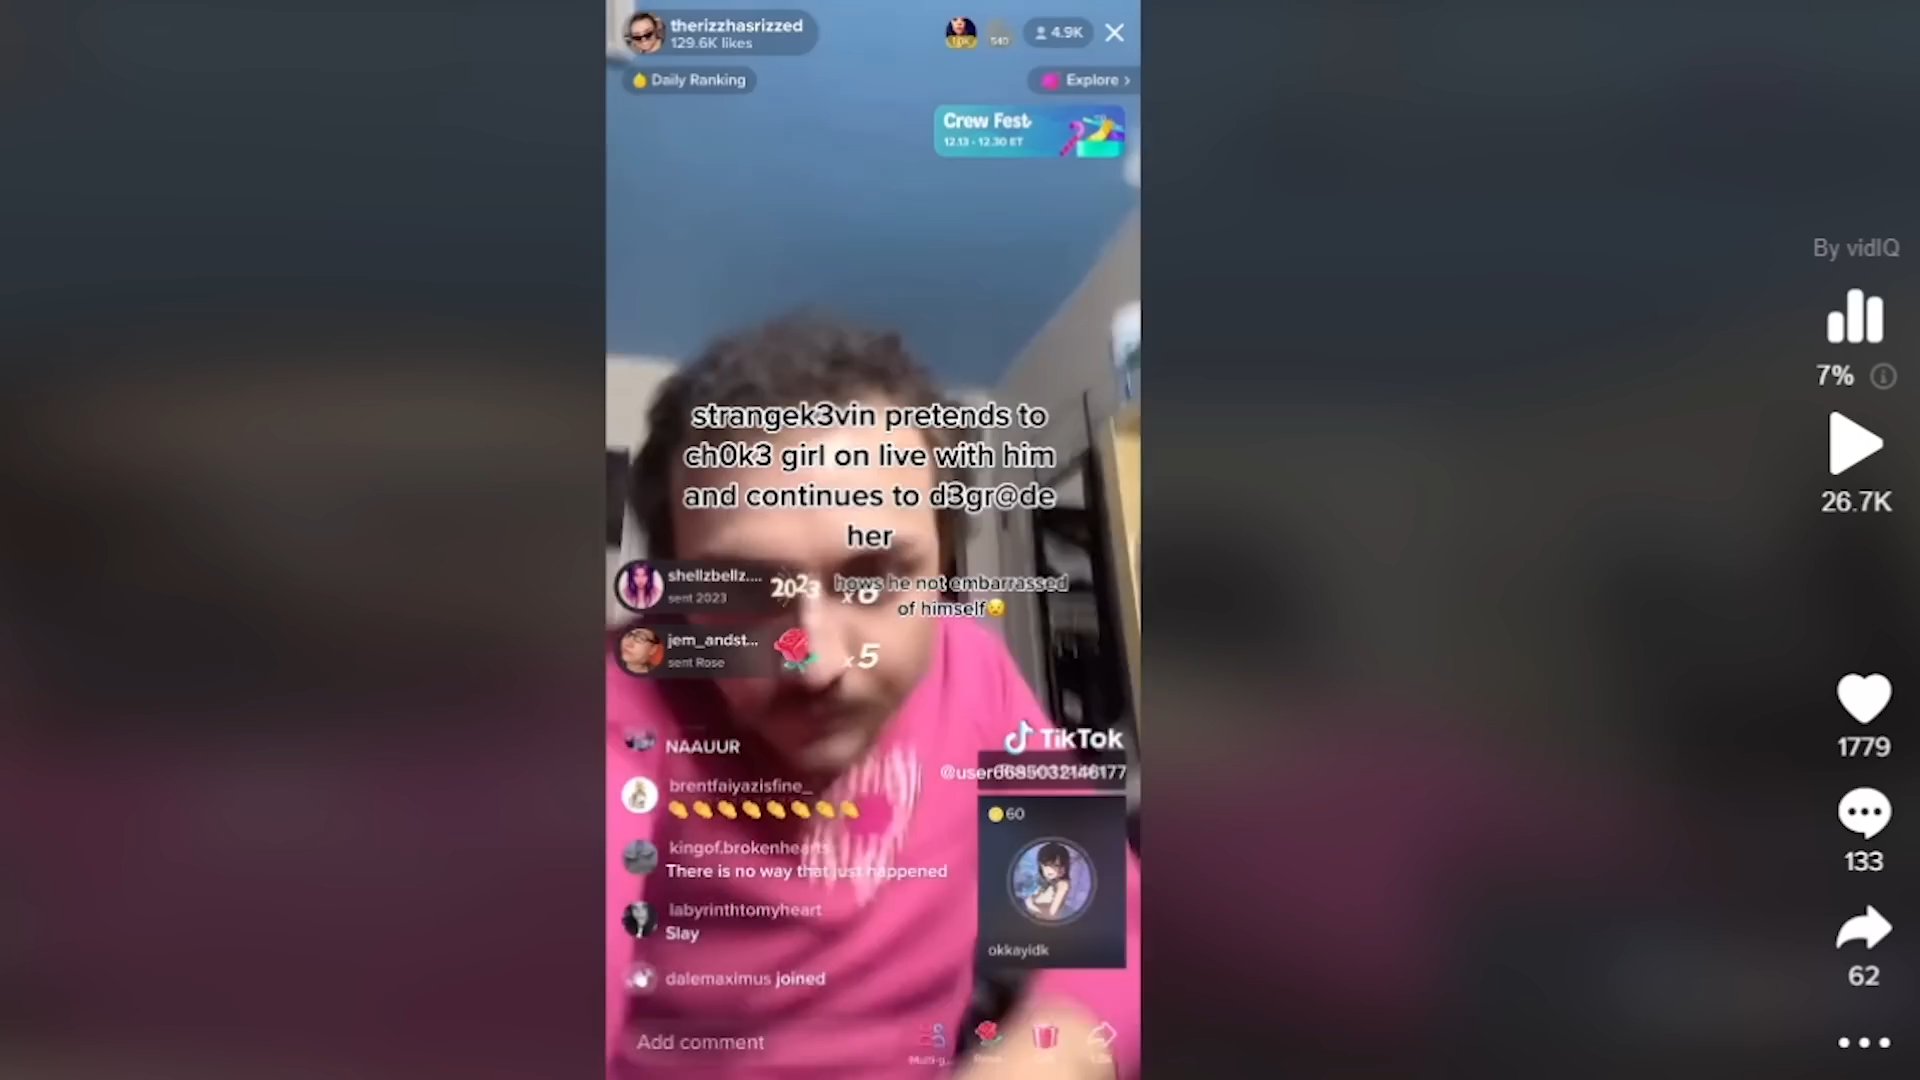 therizzhasrizzed
129.6K likes
540
4.9K
Daily Ranking
Explore >
Crew Fest
12.13 - 12.30 ET
By vidIQ
7%
26.7K
strangek3vin pretends to
ch0k3 girl on live with him
and continues to d3gr@de
her
hows he not embarrassed
of himself😟
shellzbellz....
sent 2023
2023
x6
jem_andst...
sent Rose
x5
NAAUUR
brentfaiyazisfine_
👏👏👏👏👏👏👏👏
kingof.brokenhearts
There is no way that just happened
labyrinthtomyheart
Slay
dalemaximus joined
TikTok
@user6685032146177
60
okkayidk
Add comment
Multi-g...
1779
133
62